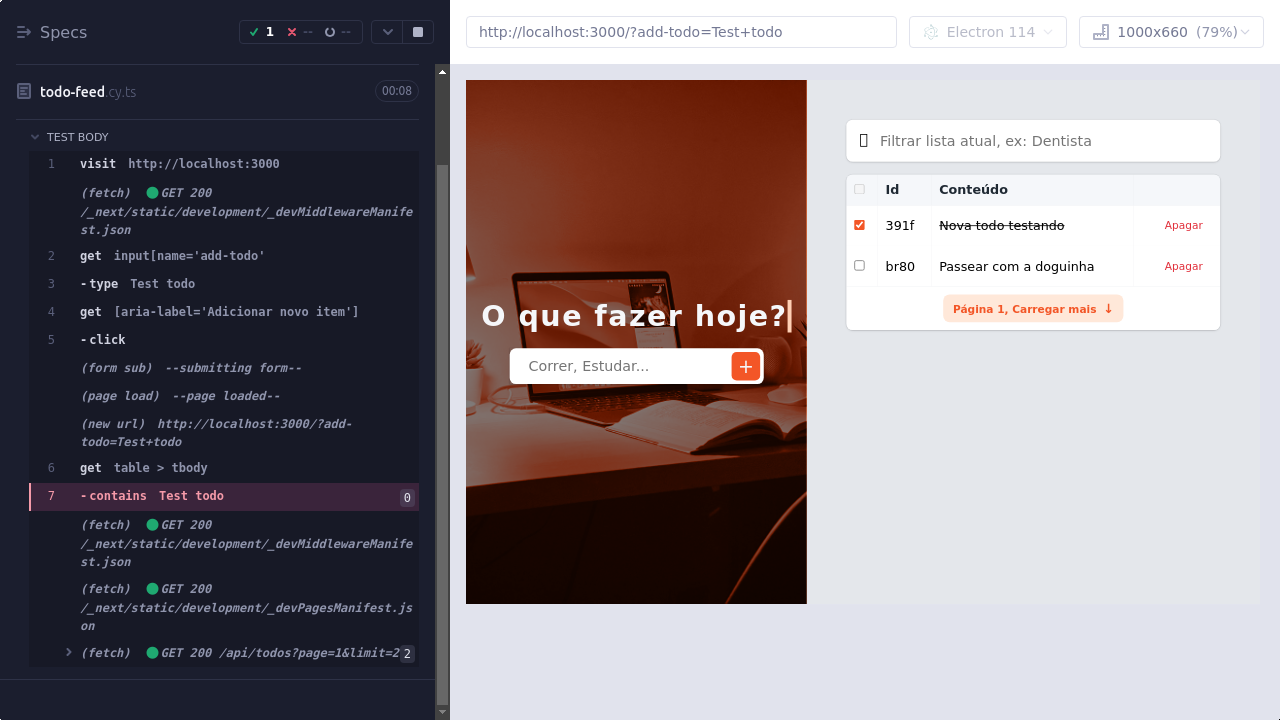 Specs
1
--
--
todo-feed.cy.ts
00:08
TEST BODY
1 visit http://localhost:3000
(fetch) GET 200
/_next/static/development/_devMiddlewareManife
st.json
2 get input[name='add-todo'
3 -type Test todo
4 get [aria-label='Adicionar novo item']
5 -click
(form sub) --submitting form--
(page load) --page loaded--
(new url) http://localhost:3000/?add-
todo=Test+todo
6 get table > tbody
7 -contains Test todo 0
(fetch) GET 200
/_next/static/development/_devMiddlewareManife
st.json
(fetch) GET 200
/_next/static/development/_devPagesManifest.js
on
(fetch) GET 200 /api/todos?page=1&limit=2 2
http://localhost:3000/?add-todo=Test+todo
Electron 114
1000x660 (79%)
O que fazer hoje?
Correr, Estudar...
+
Filtrar lista atual, ex: Dentista
Id Conteúdo
391f Nova todo testando Apagar
br80 Passear com a doguinha Apagar
Página 1, Carregar mais ↓